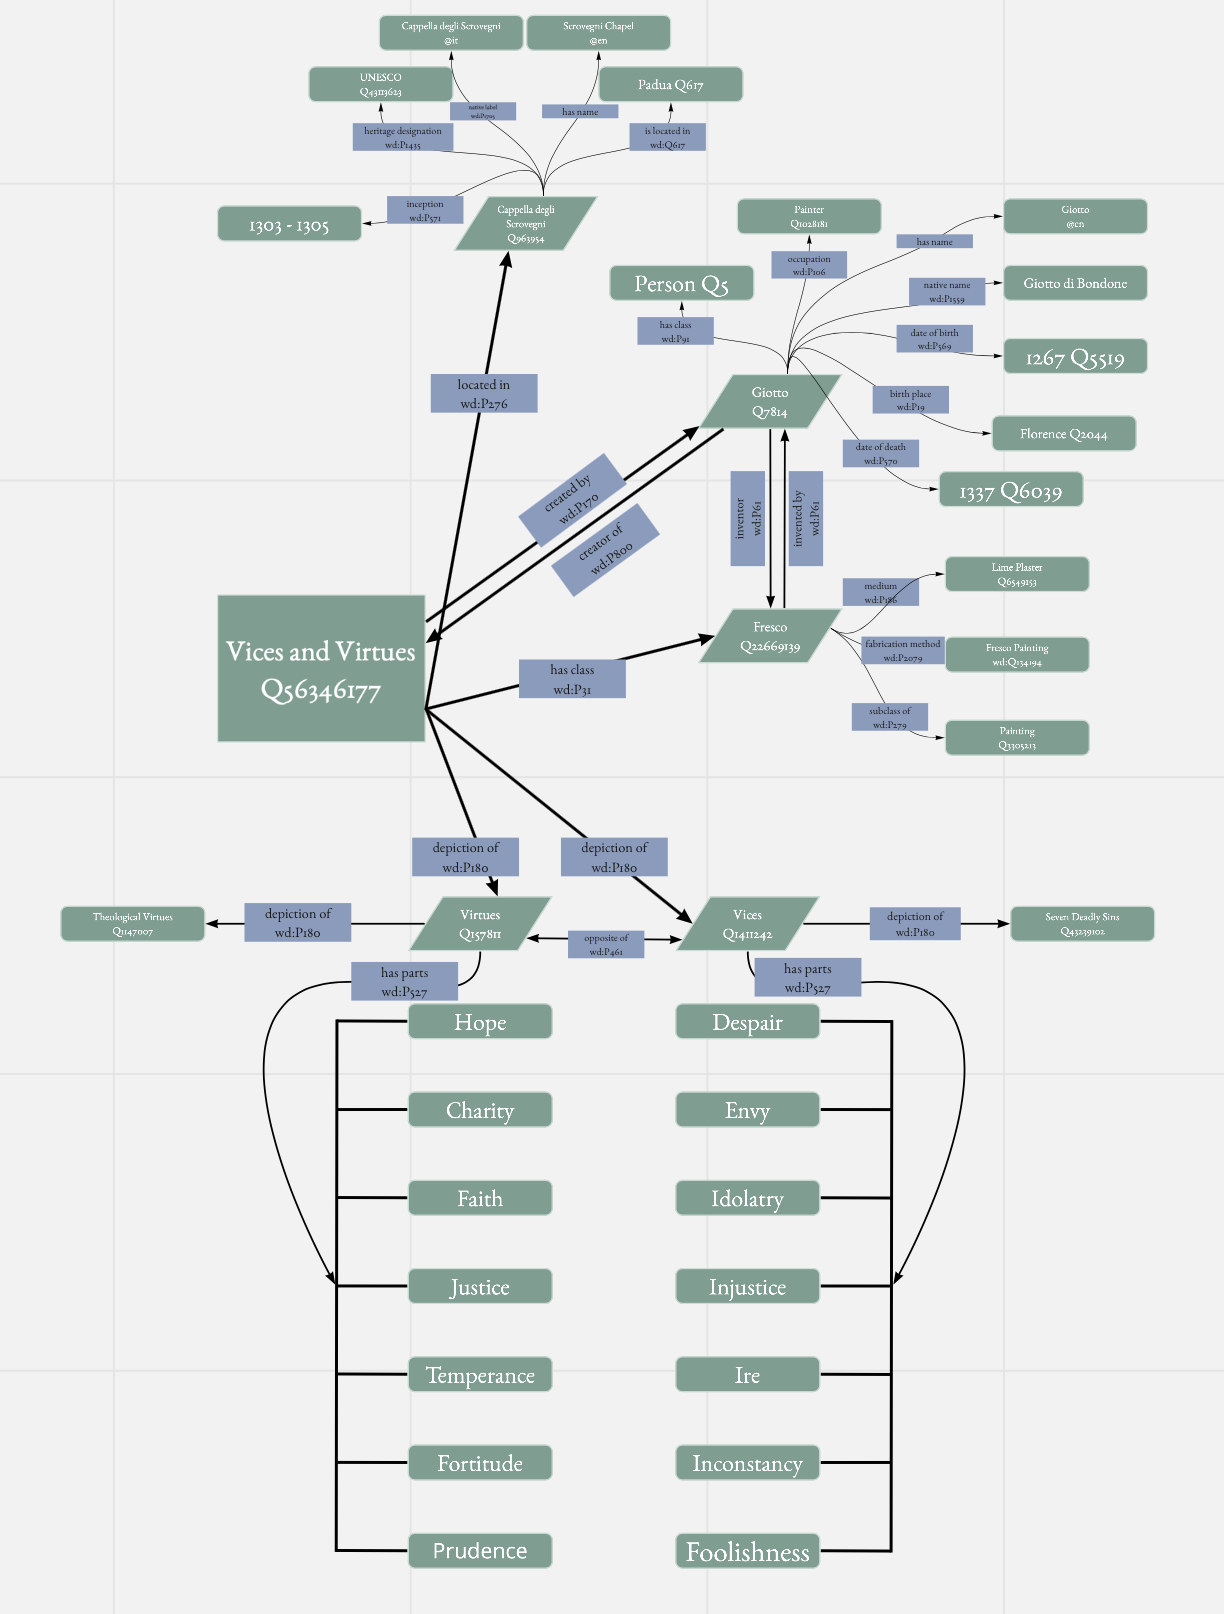 Cappella degli Scrovegni
@it
Scrovegni Chapel
@en
UNESCO
Q43113623
Padua Q617
native label
has name
heritage designation
wd:P1435
is located in
wd:Q617
inception
wd:P571
1303 - 1305
Cappella degli
Scrovegni
Q963954
Painter
Q1028181
Giotto
has name
occupation
wd:P106
Person Q5
native name
wd:P1559
Giotto di Bondone
has class
wd:P91
date of birth
wd:P569
1267 Q5519
located in
wd:P276
Giotto
Q7814
birth place
wd:P19
Florence Q2044
date of death
wd:P570
1337 Q6039
created by
wd:P170
creator of
wd:P800
inventor
wd:P61
invented by
wd:P61
Lime Plaster
Q6549153
medium
wd:P186
Vices and Virtues
Q56346177
Fresco
Q22669139
fabrication method
wd:P2079
Fresco Painting
wd:Q134194
has class
wd:P31
subclass of
wd:P279
Painting
Q3305213
depiction of
wd:P180
depiction of
wd:P180
Theological Virtues
Q1147007
depiction of
wd:P180
Virtues
Q157811
opposite of
wd:P461
Vices
Q1411242
depiction of
wd:P180
Seven Deadly Sins
Q43239102
has parts
wd:P527
has parts
wd:P527
Hope
Despair
Charity
Envy
Faith
Idolatry
Justice
Injustice
Temperance
Ire
Fortitude
Inconstancy
Prudence
Foolishness